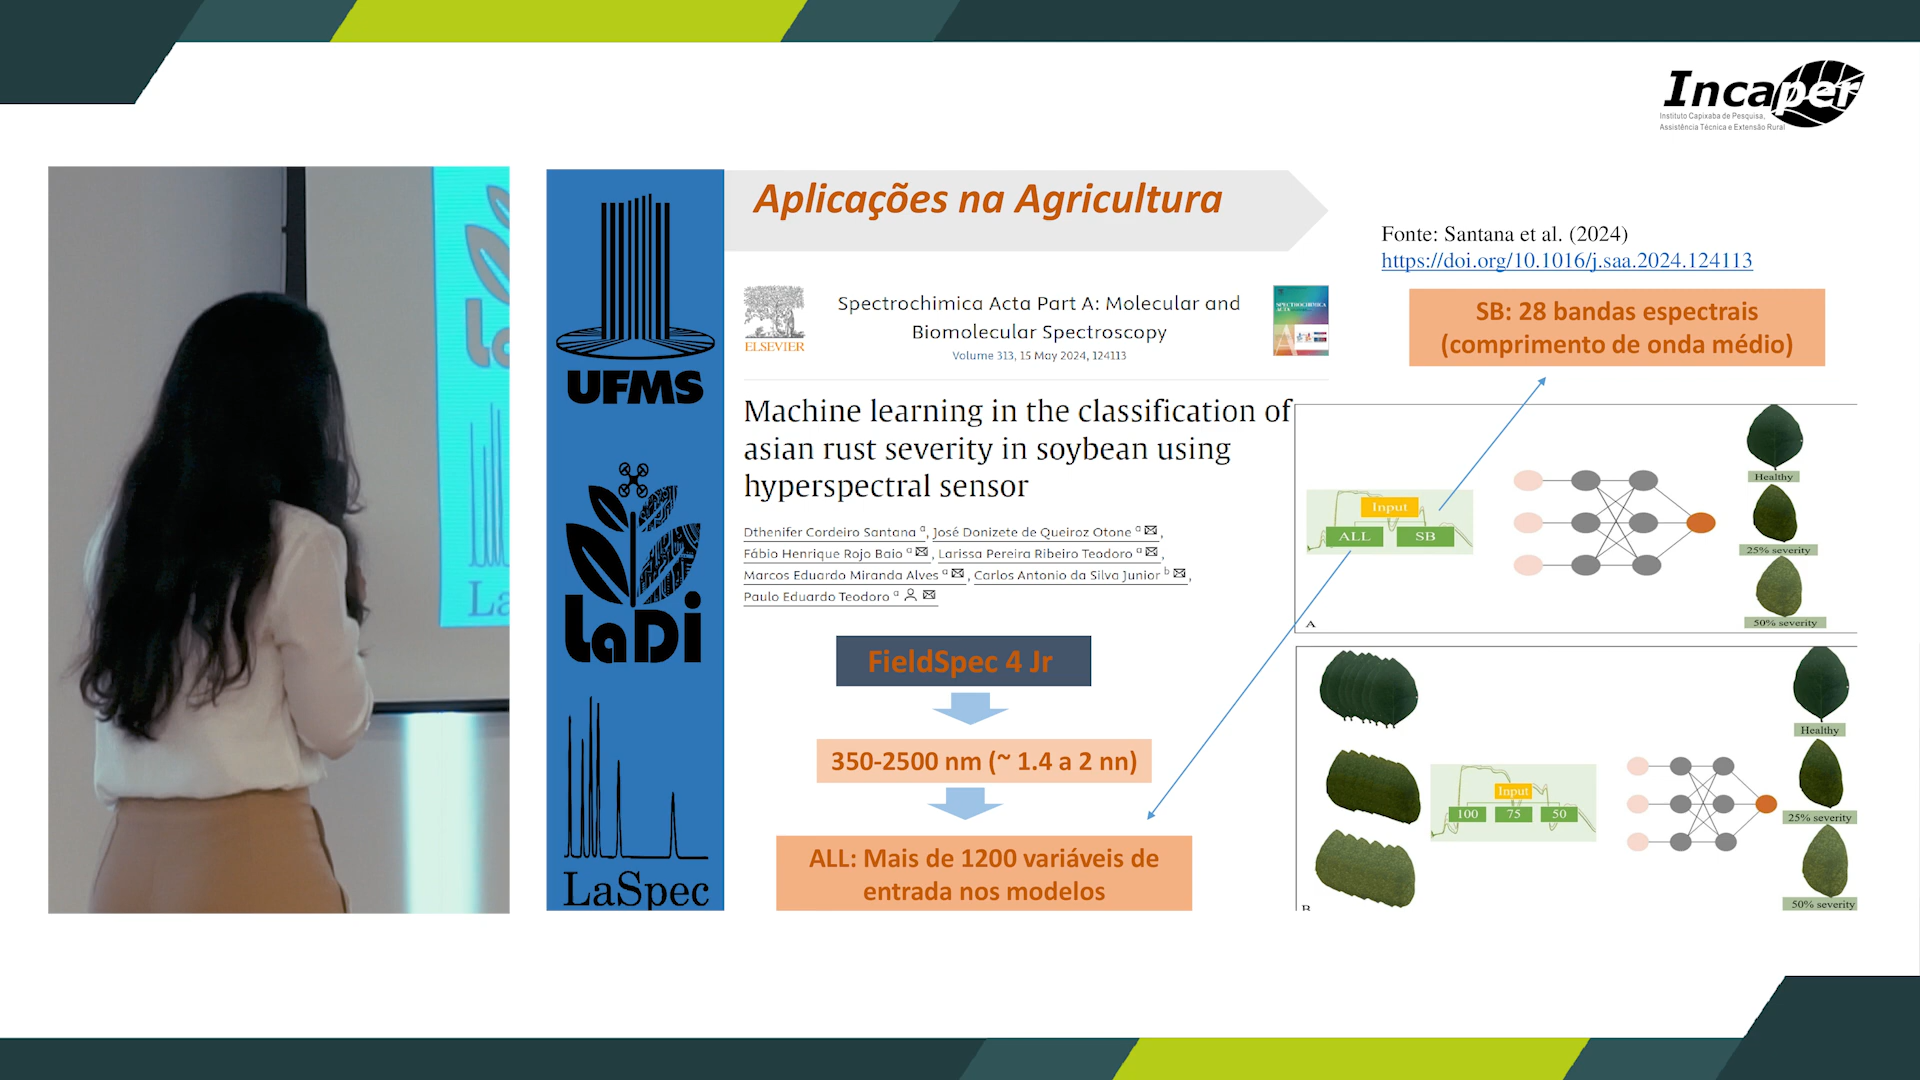 Incaper
Instituto Capixaba de Pesquisa,
Assistência Técnica e Extensão Rural
UFMS
LaDi
LaSpec
Aplicações na Agricultura
Fonte: Santana et al. (2024)
https://doi.org/10.1016/j.saa.2024.124113
ELSEVIER
Spectrochimica Acta Part A: Molecular and
Biomolecular Spectroscopy
Volume 313, 15 May 2024, 124113
SPECTROCHIMICA
ACTA
SB: 28 bandas espectrais
(comprimento de onda médio)
Machine learning in the classification of
asian rust severity in soybean using
hyperspectral sensor
Dthenifer Cordeiro Santana a, José Donizete de Queiroz Otone a,
Fábio Henrique Rojo Baio a, Larissa Pereira Ribeiro Teodoro a,
Marcos Eduardo Miranda Alves a, Carlos Antonio da Silva Junior b,
Paulo Eduardo Teodoro a
FieldSpec 4 Jr
350-2500 nm (~ 1.4 a 2 nn)
ALL: Mais de 1200 variáveis de
entrada nos modelos
Input
ALL SB
Healthy
25% severity
50% severity
A
Input
100 75 50
Healthy
25% severity
50% severity
B
La